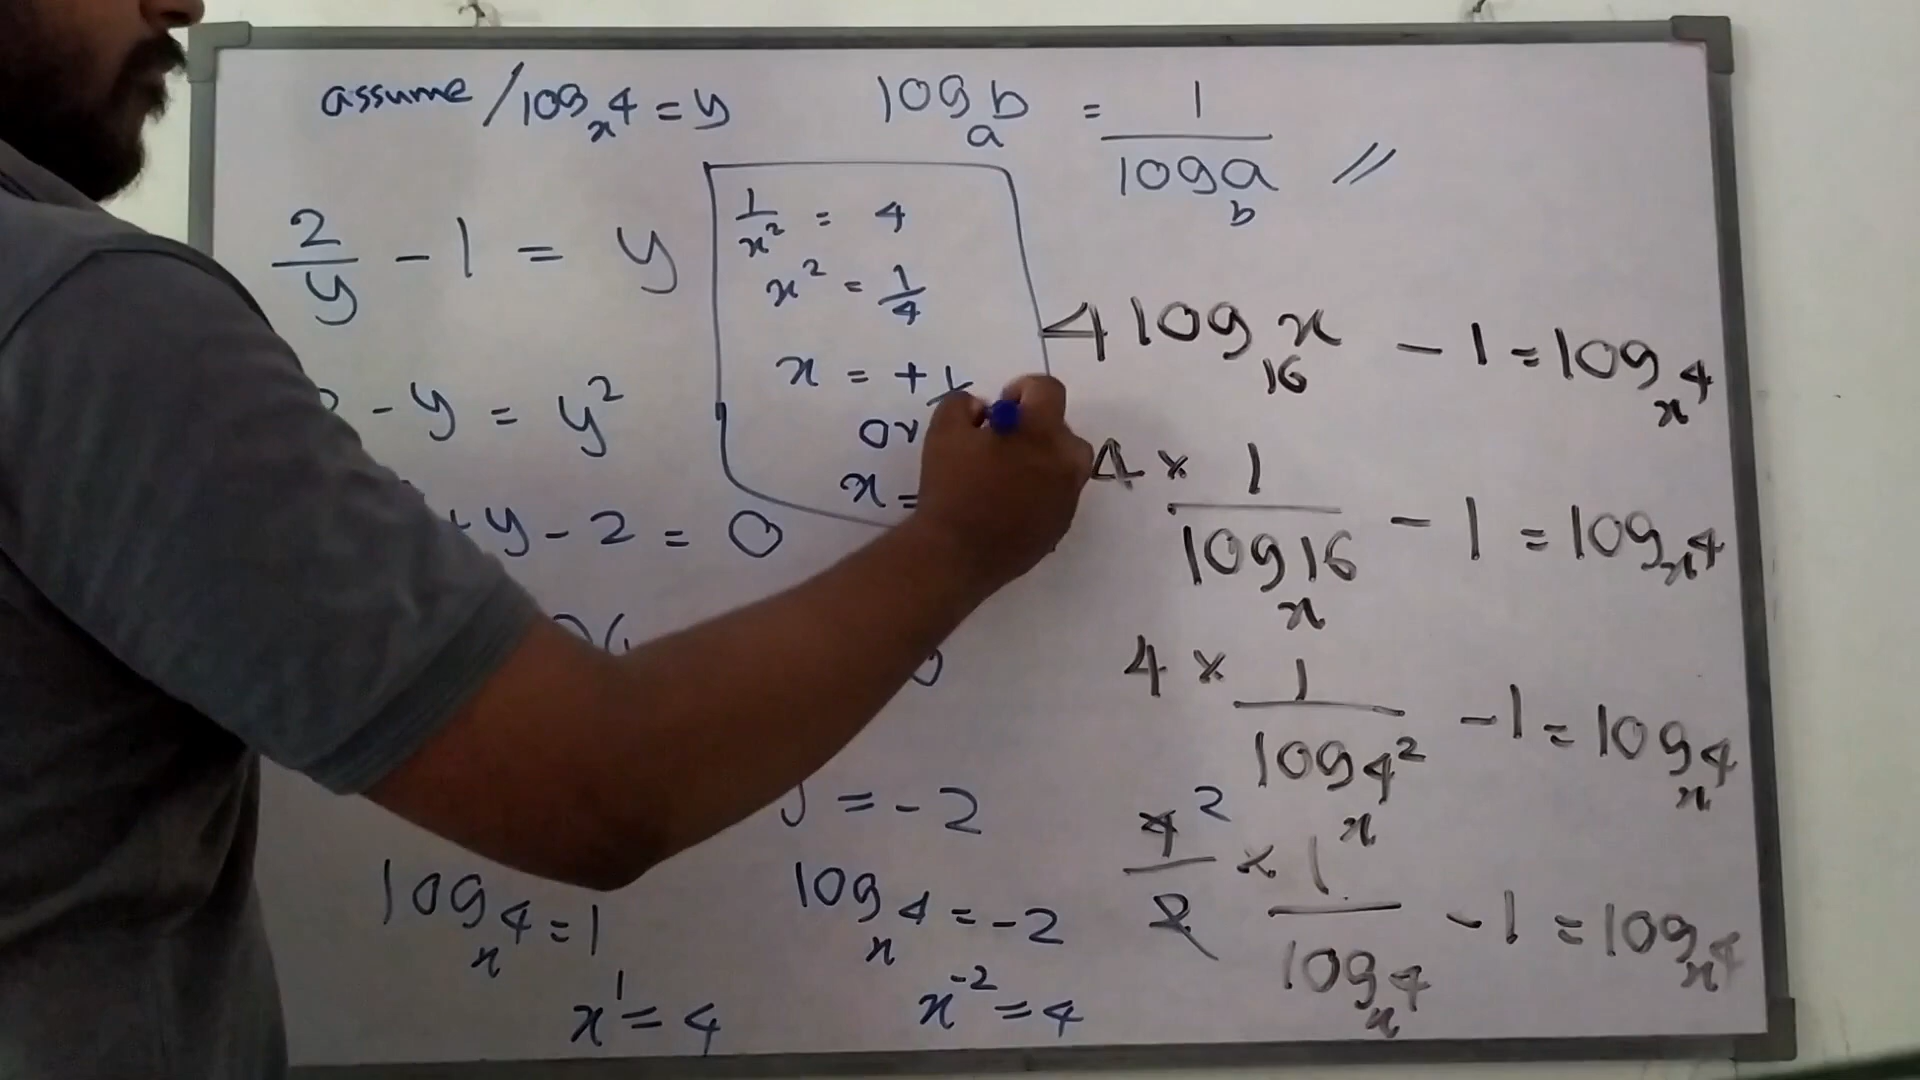 assume / log_x 4 = y
log_a b = 1 / log_b a //
2/y - 1 = y
- y = y²
+ y - 2 = 0
= -2
log_x 4 = 1
x¹ = 4
log_x 4 = -2
x⁻² = 4
1/x² = 4
x² = 1/4
x = + 1/
or
x =
4 log_16 x - 1 = log_x 4
4 × 1 / log_x 16 - 1 = log_x 4
4 × 1 / log_x 4² - 1 = log_x 4
4² / 2 × 1 / log_x 4 - 1 = log_x 4